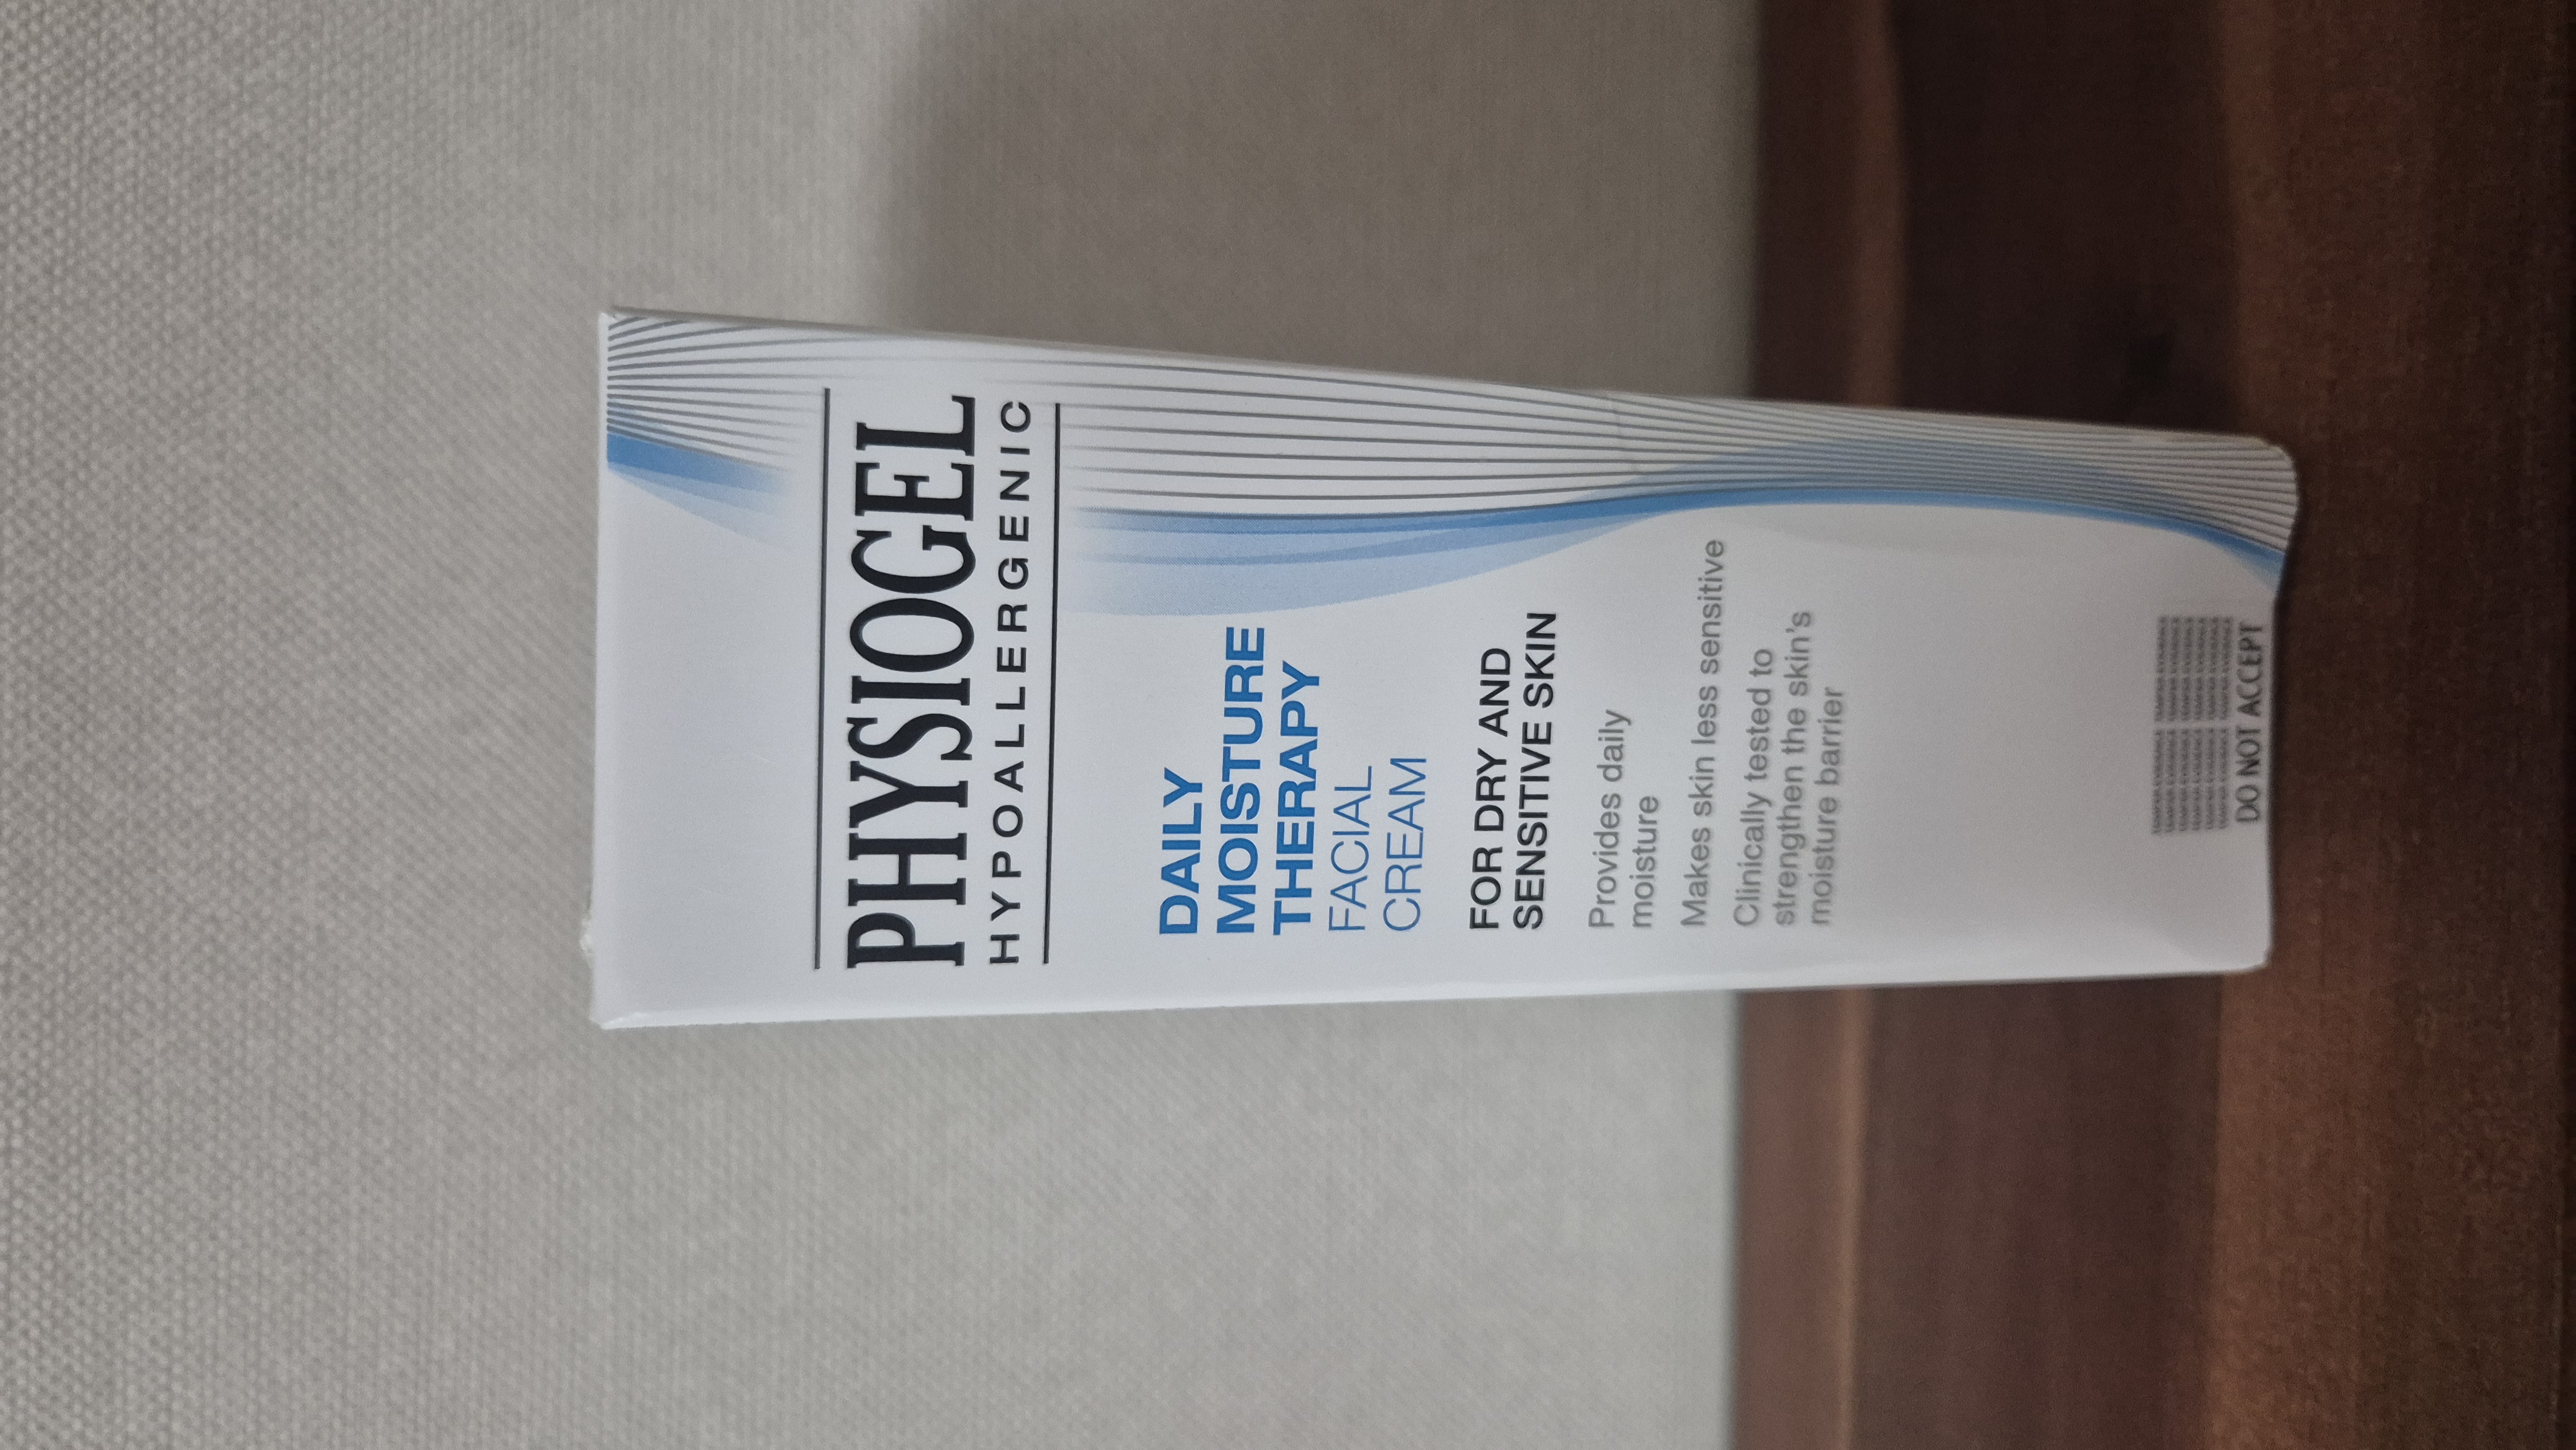 PHYSIOGEL
HYPOALLERGENIC
DAILY
MOISTURE
THERAPY
FACIAL
CREAM
FOR DRY AND
SENSITIVE SKIN
Provides daily
moisture
Makes skin less sensitive
Clinically tested to
strengthen the skin's
moisture barrier
DO NOT ACCEPT